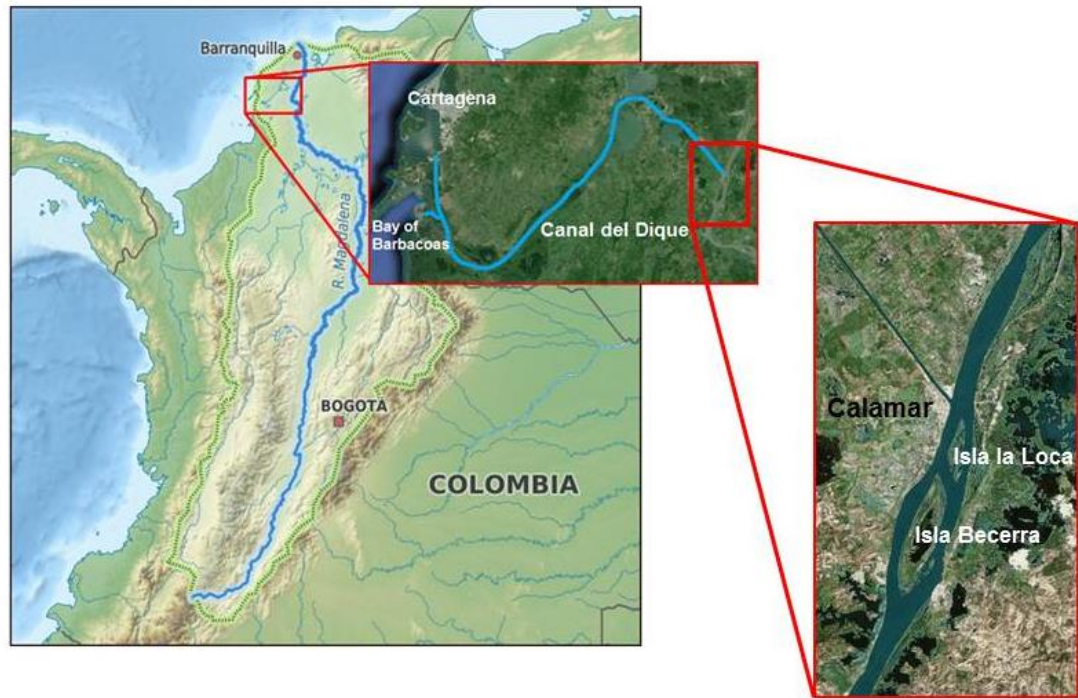 Barranquilla
R. Magdalena
BOGOTA
COLOMBIA
Cartagena
Bay of
Barbacoas
Canal del Dique
Calamar
Isla la Loca
Isla Becerra